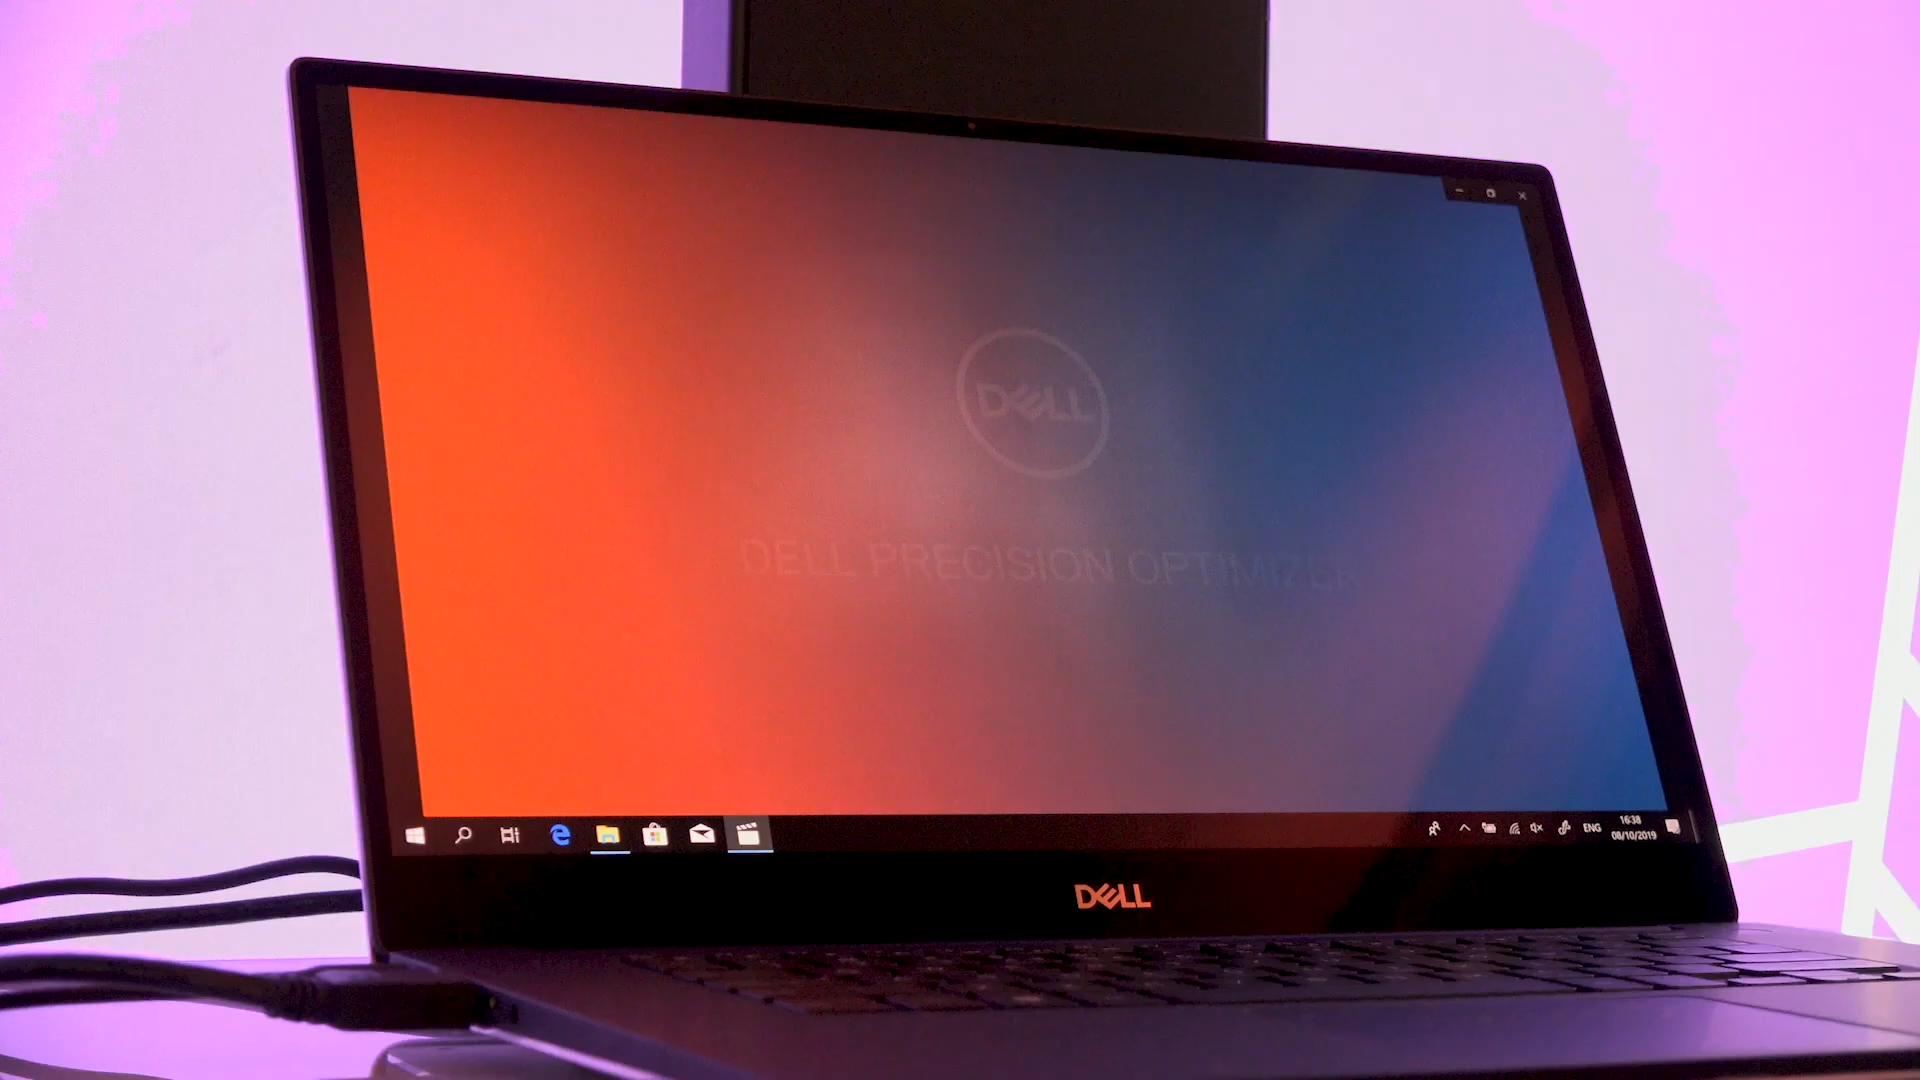 DELL
DELL PRECISION OPTIMIZER
ENG
16:38
08/10/2019
DELL